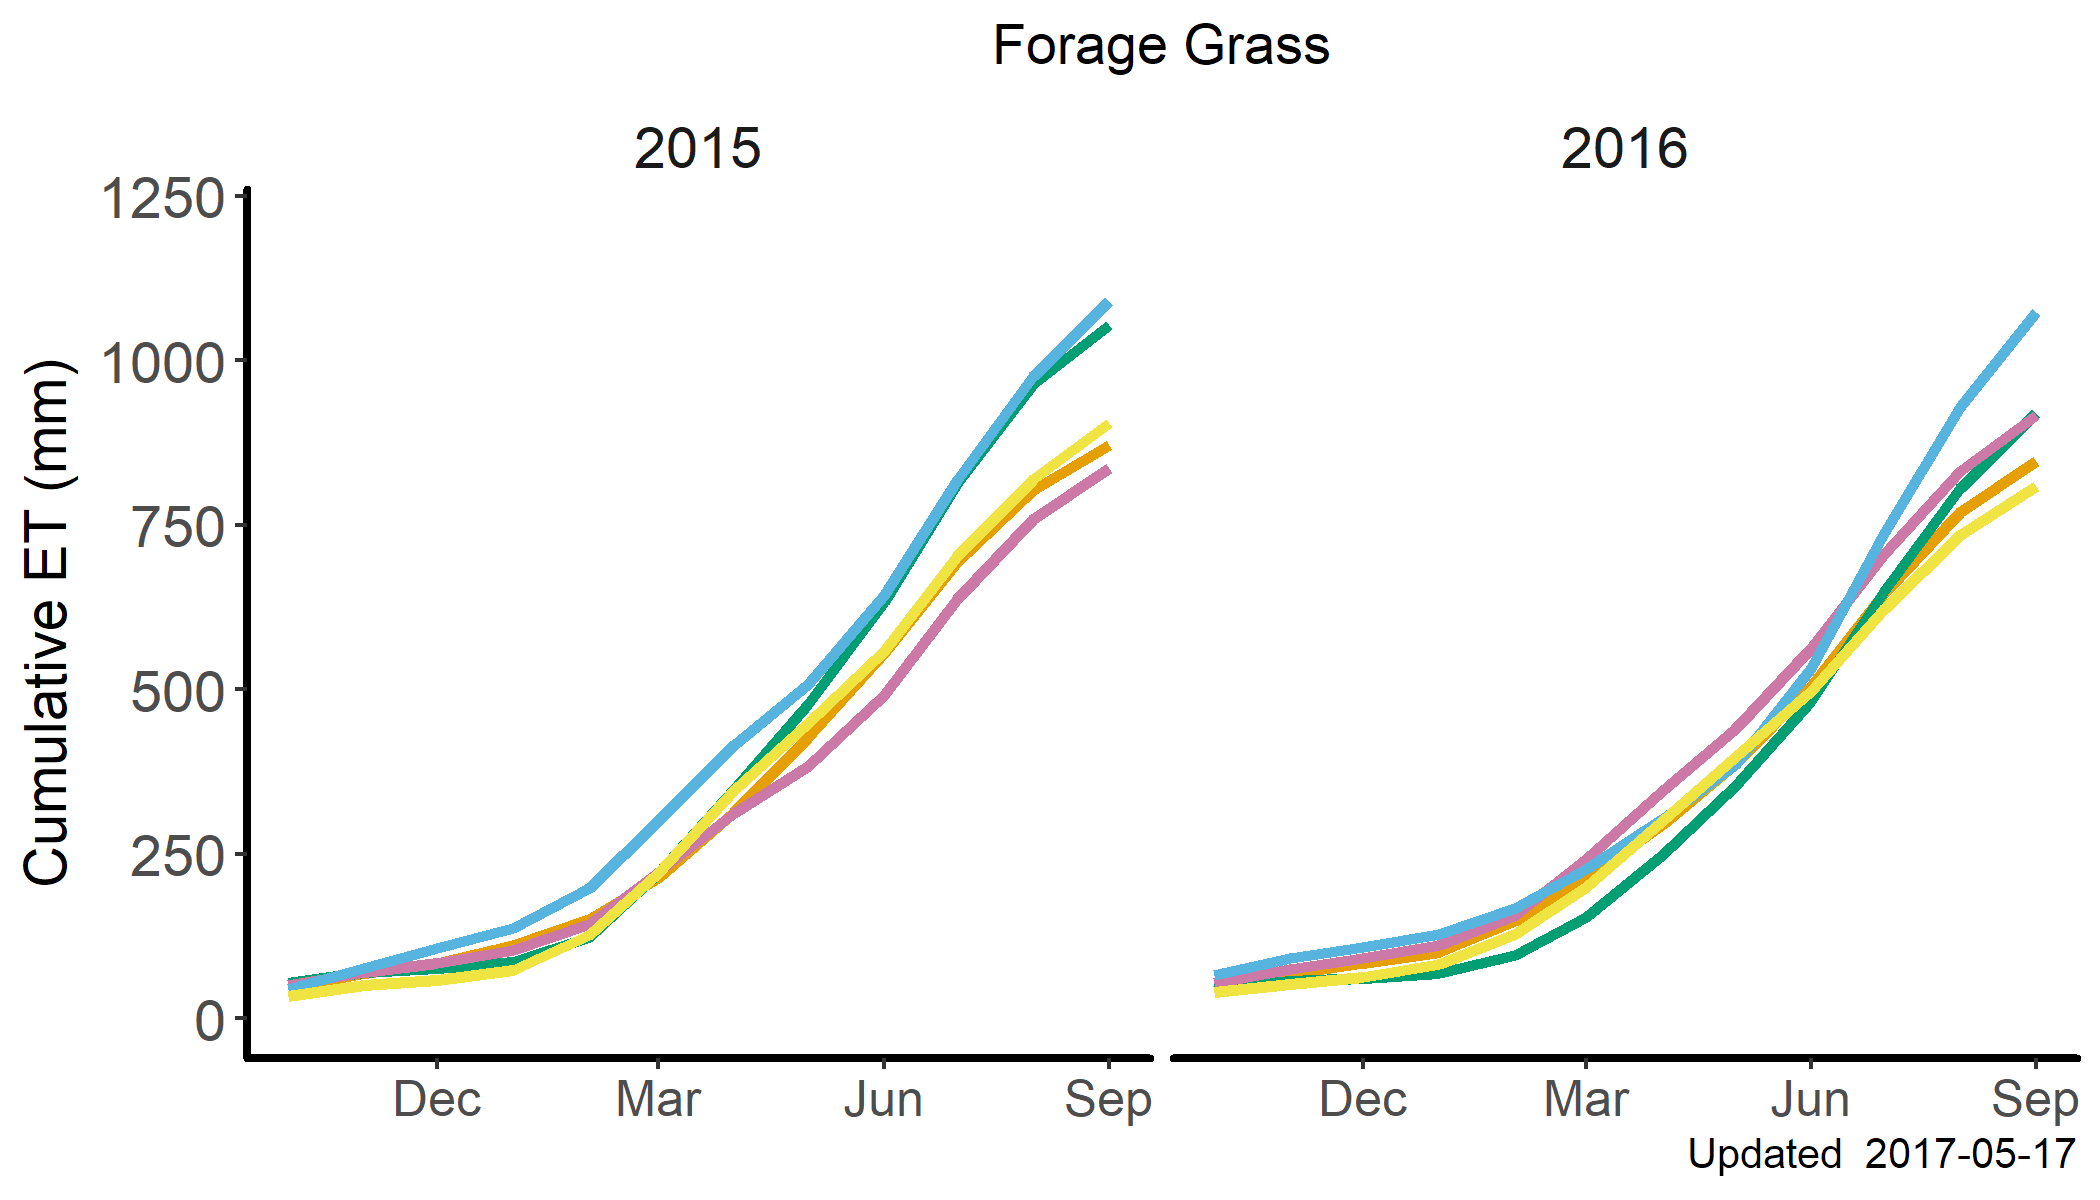 Forage Grass
2015 2016
Cumulative ET (mm)
1250
1000
750
500
250
0
Dec Mar Jun Sep Dec Mar Jun Sep
Updated 2017-05-17